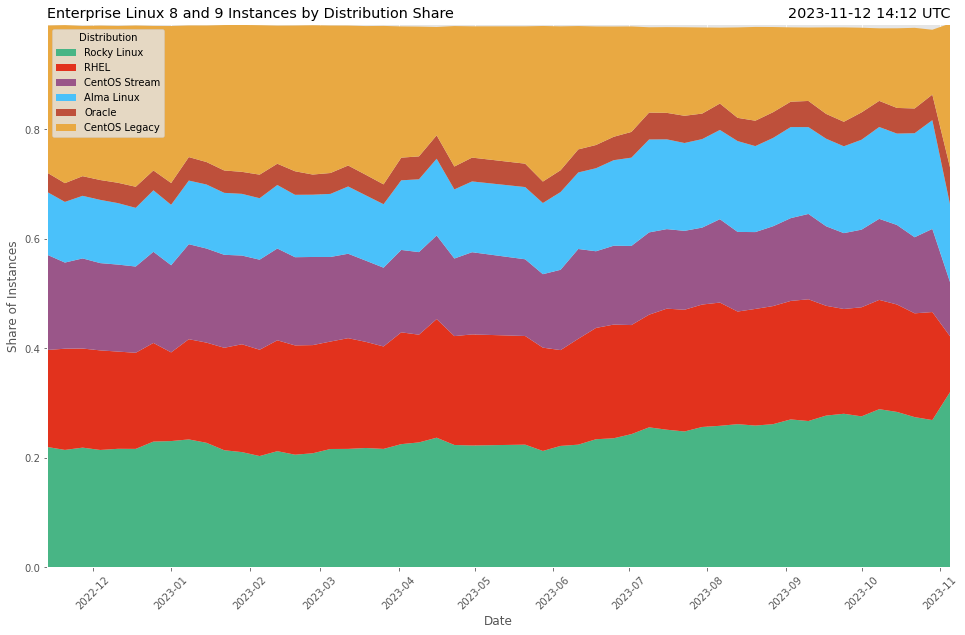 Enterprise Linux 8 and 9 Instances by Distribution Share
2023-11-12 14:12 UTC
Distribution
Rocky Linux
RHEL
CentOS Stream
Alma Linux
Oracle
CentOS Legacy
Share of Instances
0.8
0.6
0.4
0.2
0.0
2022-12
2023-01
2023-02
2023-03
2023-04
2023-05
2023-06
2023-07
2023-08
2023-09
2023-10
2023-11
Date